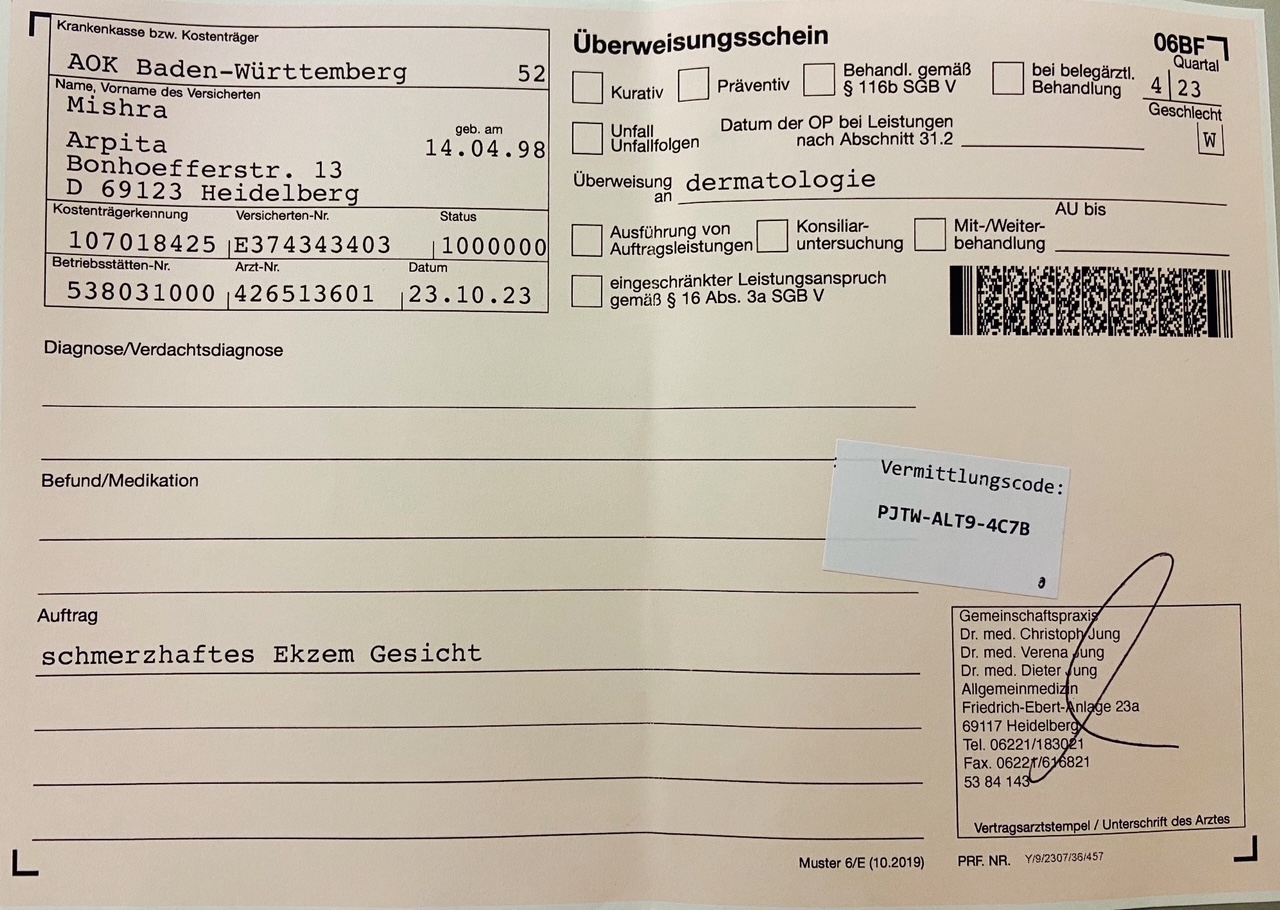 Krankenkasse bzw. Kostenträger
AOK Baden-Württemberg 52
Name, Vorname des Versicherten
Mishra
Arpita
geb. am
14.04.98
Bonhoefferstr. 13
D 69123 Heidelberg
Kostenträgerkennung Versicherten-Nr. Status
107018425 E374343403 1000000
Betriebsstätten-Nr. Arzt-Nr. Datum
538031000 426513601 23.10.23
Überweisungsschein
06BF
Quartal
4 23
Geschlecht
W
Kurativ
Präventiv
Behandl. gemäß
§ 116b SGB V
bei belegärztl.
Behandlung
Unfall
Unfallfolgen
Datum der OP bei Leistungen
nach Abschnitt 31.2
Überweisung
an
dermatologie
AU bis
Ausführung von
Auftragsleistungen
Konsiliar-
untersuchung
Mit-/Weiter-
behandlung
eingeschränkter Leistungsanspruch
gemäß § 16 Abs. 3a SGB V
Diagnose/Verdachtsdiagnose
Befund/Medikation
Vermittlungscode:
PJTW-ALT9-4C7B
Auftrag
schmerzhaftes Ekzem Gesicht
Gemeinschaftspraxis
Dr. med. Christoph Jung
Dr. med. Verena Jung
Dr. med. Dieter Jung
Allgemeinmedizin
Friedrich-Ebert-Anlage 23a
69117 Heidelberg
Tel. 06221/183021
Fax. 06221/616821
53 84 143
Vertragsarztstempel / Unterschrift des Arztes
Muster 6/E (10.2019)
PRF. NR. Y/9/2307/36/457